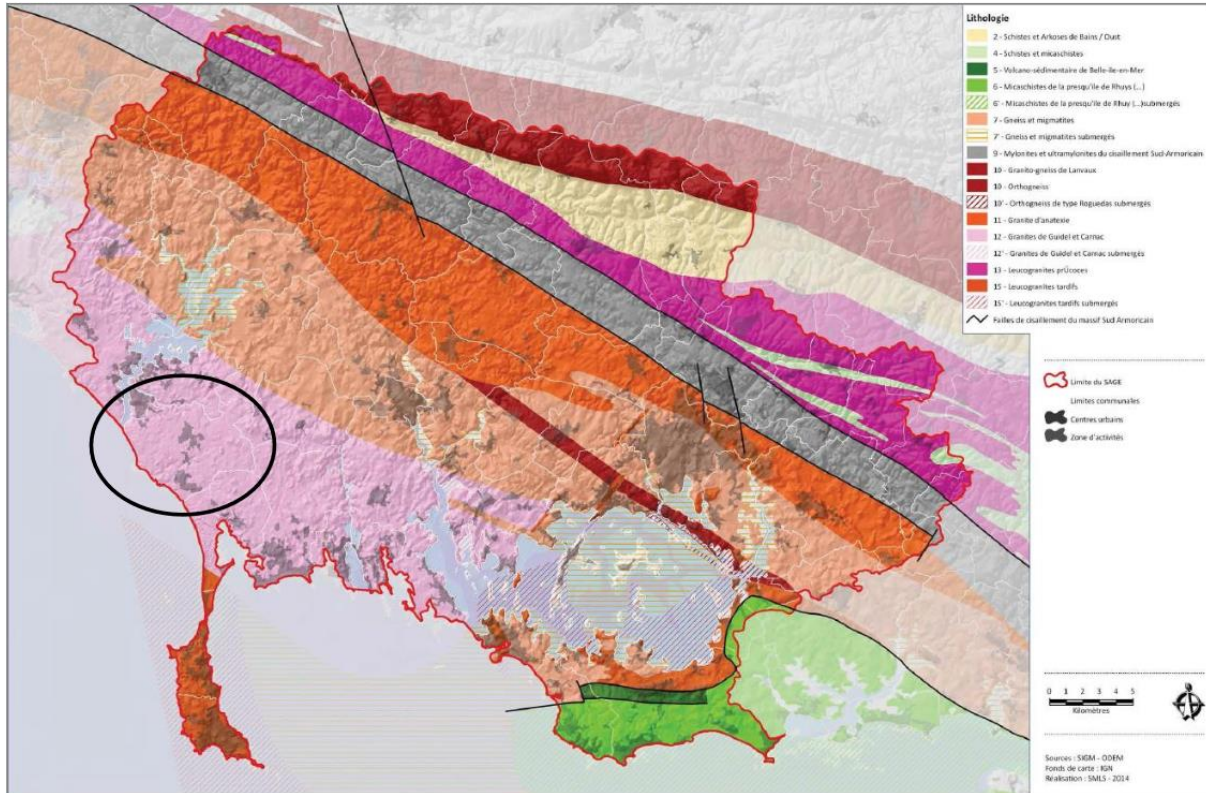 Lithologie
2 - Schistes et Arkoses de Bains / Oust
4 - Schistes et micaschistes
5 - Volcano-sédimentaire de Belle-île-en-Mer
6 - Micaschistes de la presqu'île de Rhuys (...)
6' - Micaschistes de la presqu'île de Rhuy (...)submergés
7 - Gneiss et migmatites
7' - Gneiss et migmatites submergés
9 - Mylonites et ultramylonites du cisaillement Sud-Armoricain
10 - Granito-gneiss de Lanvaux
10 - Orthogneiss
10' - Orthogneiss de type Roguedas submergés
11 - Granite d'anatexie
12 - Granites de Guidel et Carnac
12' - Granites de Guidel et Carnac submergés
13 - Leucogranites prÚcoces
15 - Leucogranites tardifs
15' - Leucogranites tardifs submergés
Failles de cisaillement du massif Sud Armoricain
Limite du SAGE
Limites communales
Centres urbains
Zone d'activités
0 1 2 3 4 5
Kilomètres
Sources : SIGM - ODEM
Fonds de carte : IGN
Réalisation : SMLS - 2014